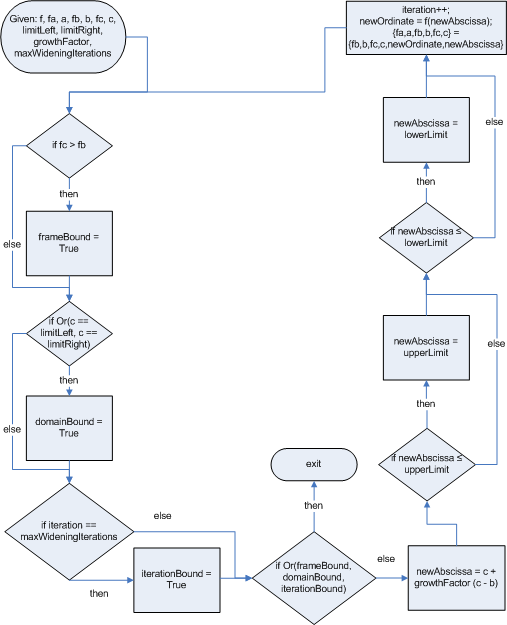 Given: f, fa, a, fb, b, fc, c,
limitLeft, limitRight,
growthFactor,
maxWideningIterations
if fc > fb
then
else
frameBound =
True
if Or(c ==
limitLeft, c ==
limitRight)
then
else
domainBound =
True
if iteration ==
maxWideningIterations
else
then
iterationBound =
True
if Or(frameBound,
domainBound,
iterationBound)
then
exit
else
newAbscissa = c +
growthFactor (c - b)
if newAbscissa ≤
upperLimit
then
else
newAbscissa =
upperLimit
if newAbscissa ≤
lowerLimit
then
else
newAbscissa =
lowerLimit
iteration++;
newOrdinate = f(newAbscissa);
{fa,a,fb,b,fc,c} =
{fb,b,fc,c,newOrdinate,newAbscissa}